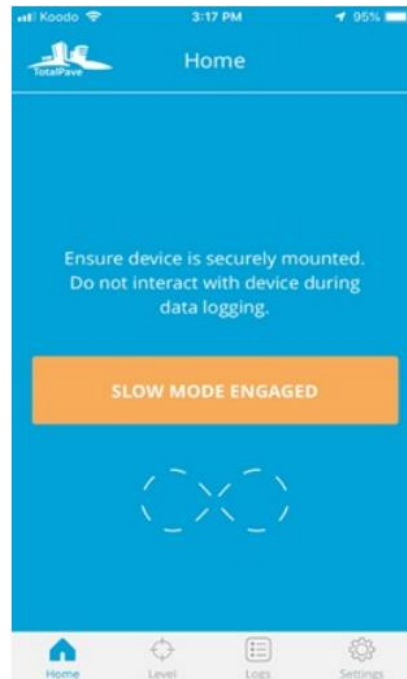 Koodo 3:17 PM 95%
TotalPave
Home
Ensure device is securely mounted.
Do not interact with device during
data logging.
SLOW MODE ENGAGED
Home Level Logs Settings